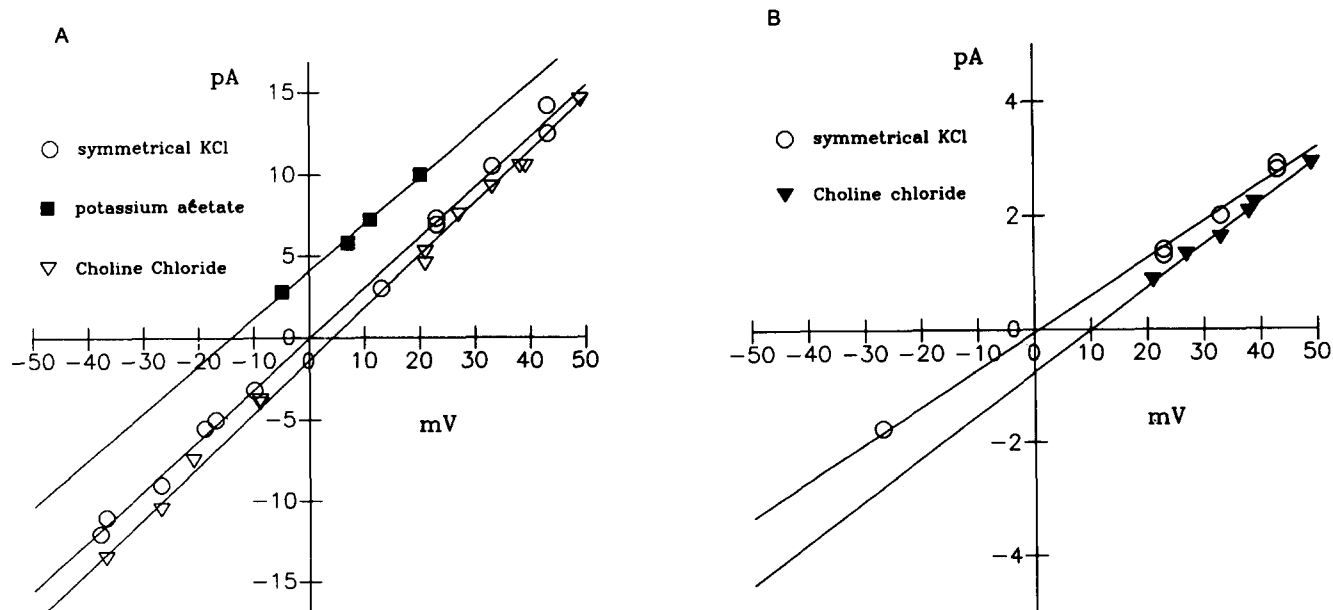 A
pA
15
10
5
0
−5
−10
−15
○ symmetrical KCl
■ potassium acetate
▽ Choline Chloride
−50 −40 −30 −20 −10 0 10 20 30 40 50
mV
B
pA
4
2
0
−2
−4
○ symmetrical KCl
▼ Choline chloride
−50 −40 −30 −20 −10 0 10 20 30 40 50
mV